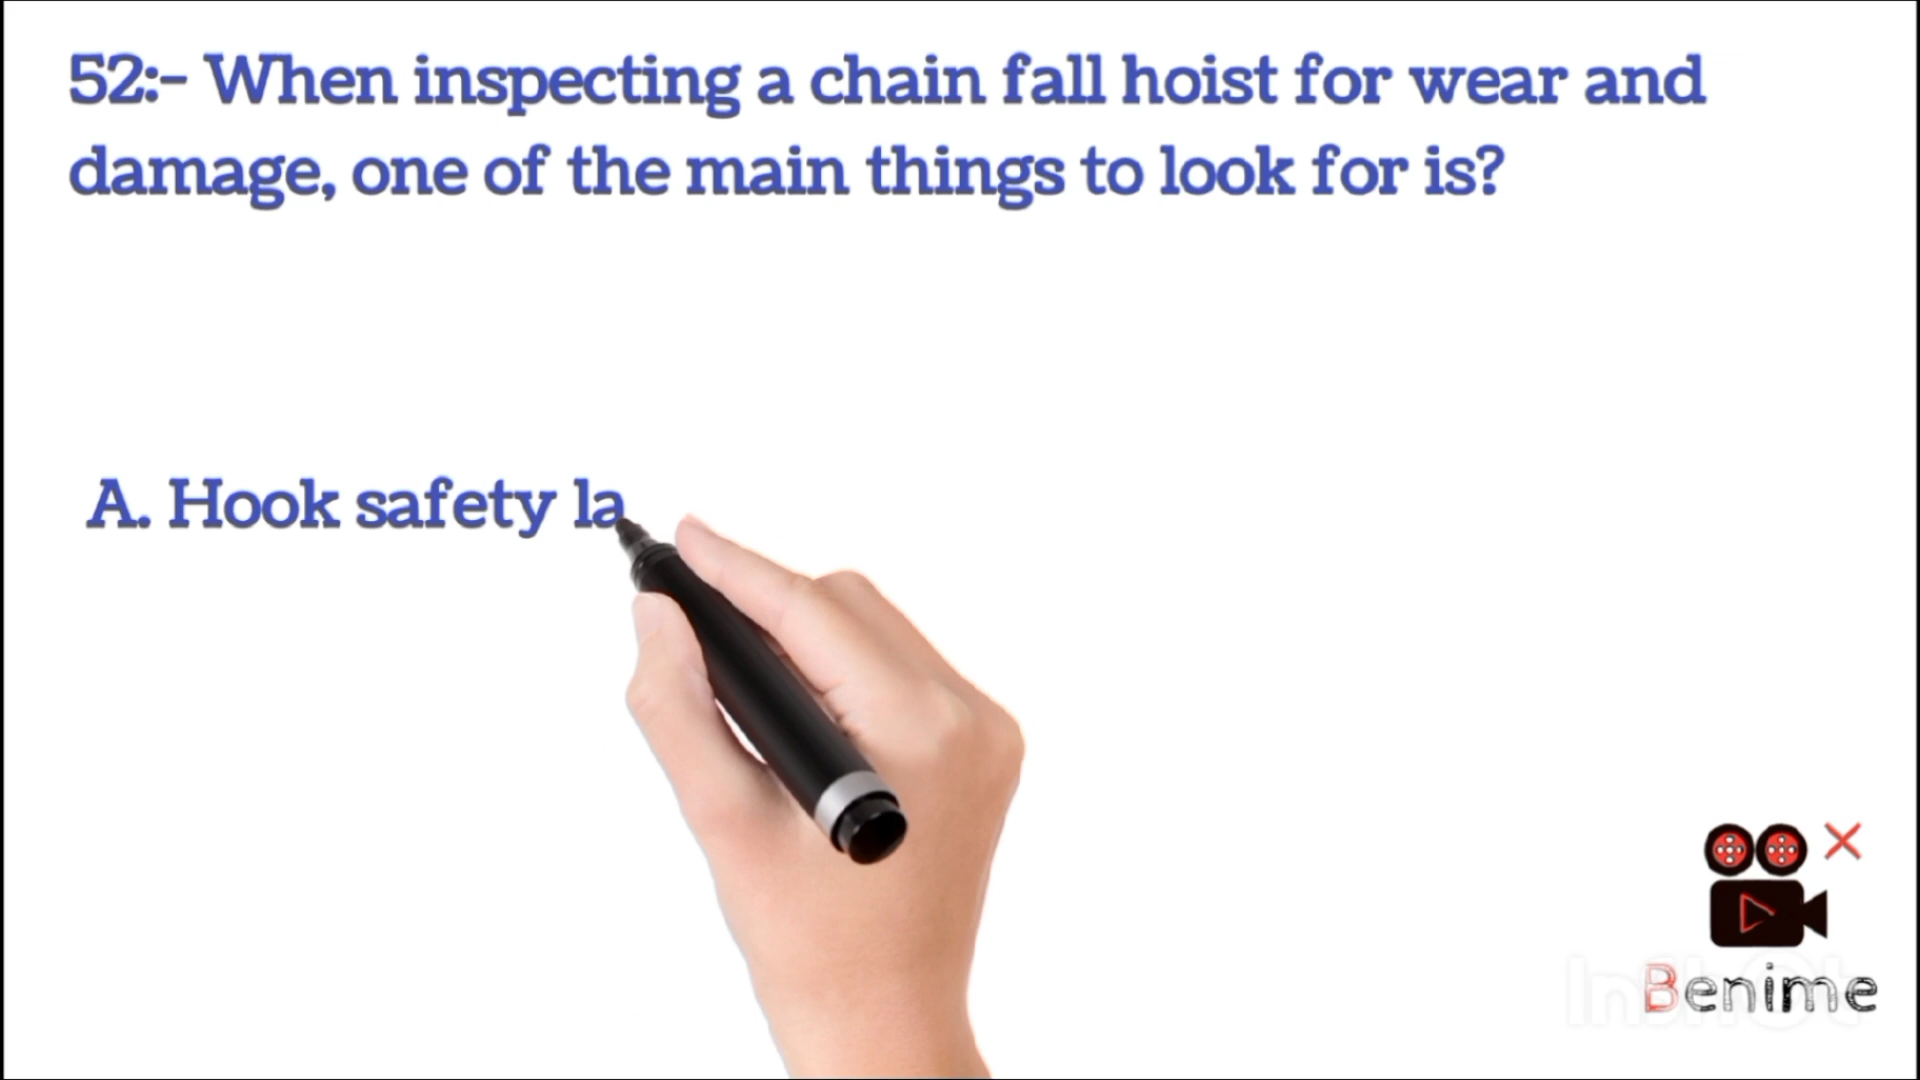 52:- When inspecting a chain fall hoist for wear and
damage, one of the main things to look for is?
A. Hook safety la
Benime
InShot